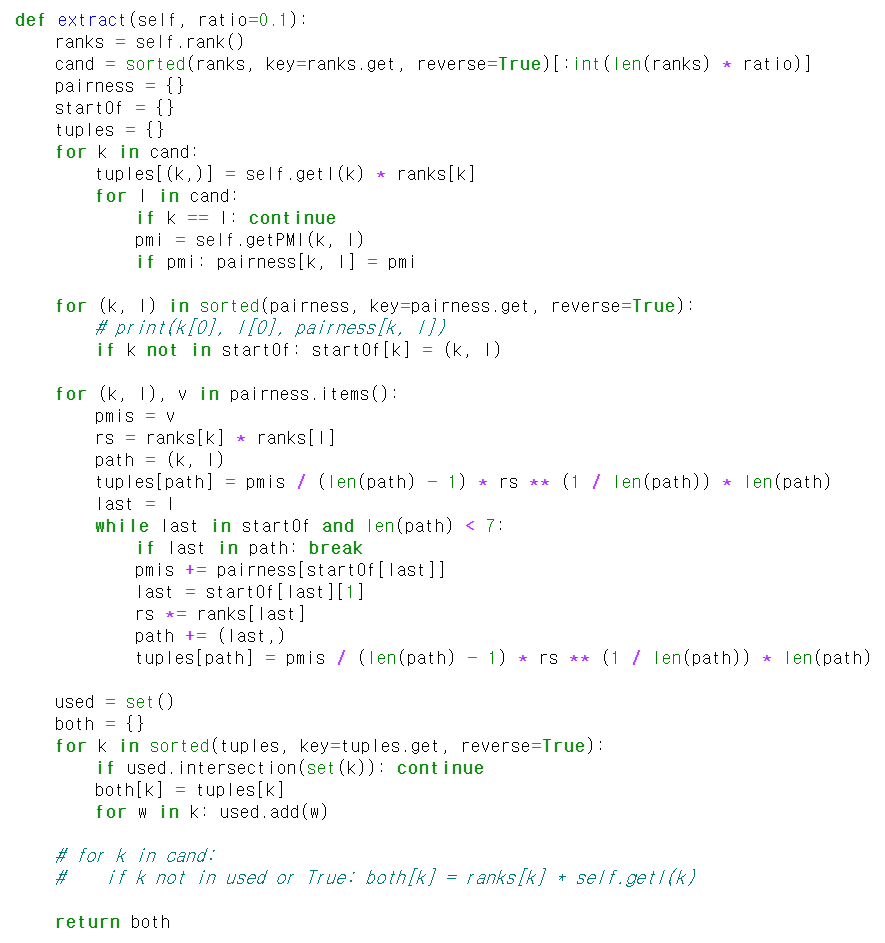 def extract(self, ratio=0.1):
    ranks = self.rank()
    cand = sorted(ranks, key=ranks.get, reverse=True)[:int(len(ranks) * ratio)]
    pairness = {}
    startOf = {}
    tuples = {}
    for k in cand:
        tuples[(k,)] = self.getI(k) * ranks[k]
        for l in cand:
            if k == l: continue
            pmi = self.getPMI(k, l)
            if pmi: pairness[k, l] = pmi

    for (k, l) in sorted(pairness, key=pairness.get, reverse=True):
        # print(k[0], l[0], pairness[k, l])
        if k not in startOf: startOf[k] = (k, l)

    for (k, l), v in pairness.items():
        pmis = v
        rs = ranks[k] * ranks[l]
        path = (k, l)
        tuples[path] = pmis / (len(path) - 1) * rs ** (1 / len(path)) * len(path)
        last = l
        while last in startOf and len(path) < 7:
            if last in path: break
            pmis += pairness[startOf[last]]
            last = startOf[last][1]
            rs *= ranks[last]
            path += (last,)
            tuples[path] = pmis / (len(path) - 1) * rs ** (1 / len(path)) * len(path)

    used = set()
    both = {}
    for k in sorted(tuples, key=tuples.get, reverse=True):
        if used.intersection(set(k)): continue
        both[k] = tuples[k]
        for w in k: used.add(w)

    # for k in cand:
    #    if k not in used or True: both[k] = ranks[k] * self.getI(k)

    return both